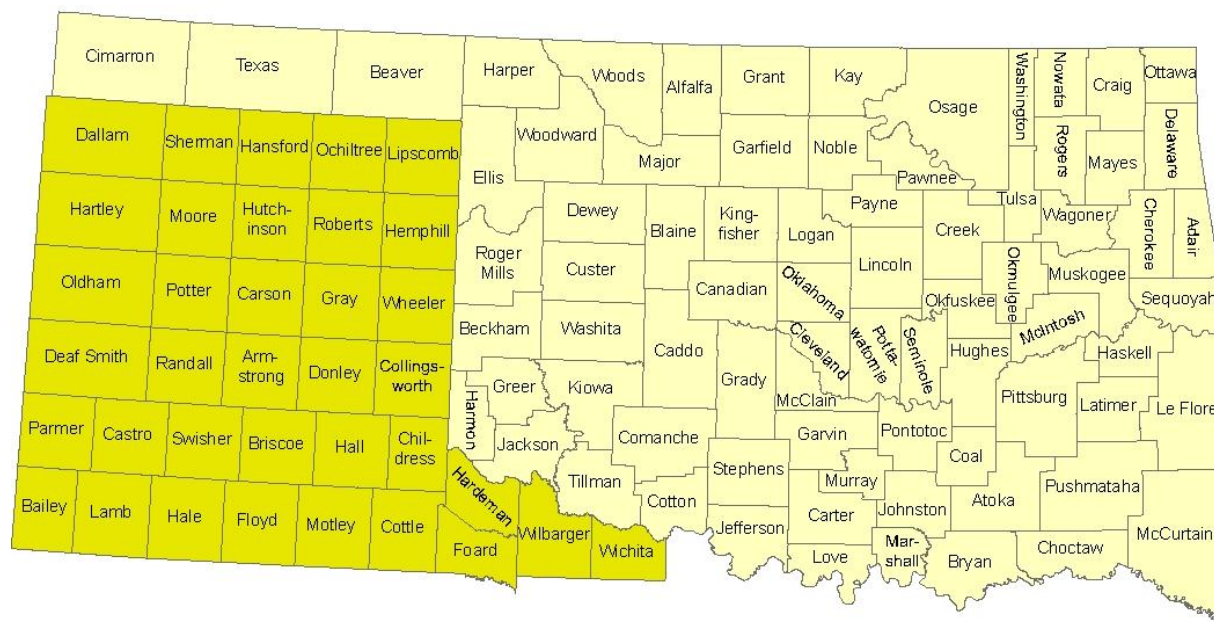 Cimarron
Texas
Beaver
Harper
Woods
Alfalfa
Grant
Kay
Osage
Washington
Nowata
Craig
Ottawa
Dallam
Sherman
Hansford
Ochiltree
Lipscomb
Ellis
Woodward
Major
Garfield
Noble
Pawnee
Rogers
Mayes
Delaware
Hartley
Moore
Hutch-
inson
Roberts
Hemphill
Roger
Mills
Dewey
Blaine
King-
fisher
Logan
Payne
Creek
Tulsa
Wagoner
Cherokee
Adair
Oldham
Potter
Carson
Gray
Wheeler
Custer
Canadian
Oklahoma
Lincoln
Okfuskee
Okmulgee
Muskogee
Sequoyah
Beckham
Washita
Caddo
Cleveland
Potta-
watomie
Seminole
Hughes
McIntosh
Haskell
Deaf Smith
Randall
Arm-
strong
Donley
Collings-
worth
Harmon
Greer
Kiowa
Grady
McClain
Pittsburg
Latimer
Le Flore
Parmer
Castro
Swisher
Briscoe
Hall
Chil-
dress
Jackson
Comanche
Garvin
Pontotoc
Coal
Bailey
Lamb
Hale
Floyd
Motley
Cottle
Hardeman
Foard
Wilbarger
Wichita
Tillman
Cotton
Stephens
Jefferson
Murray
Carter
Johnston
Atoka
Pushmataha
McCurtain
Love
Mar-
shall
Bryan
Choctaw